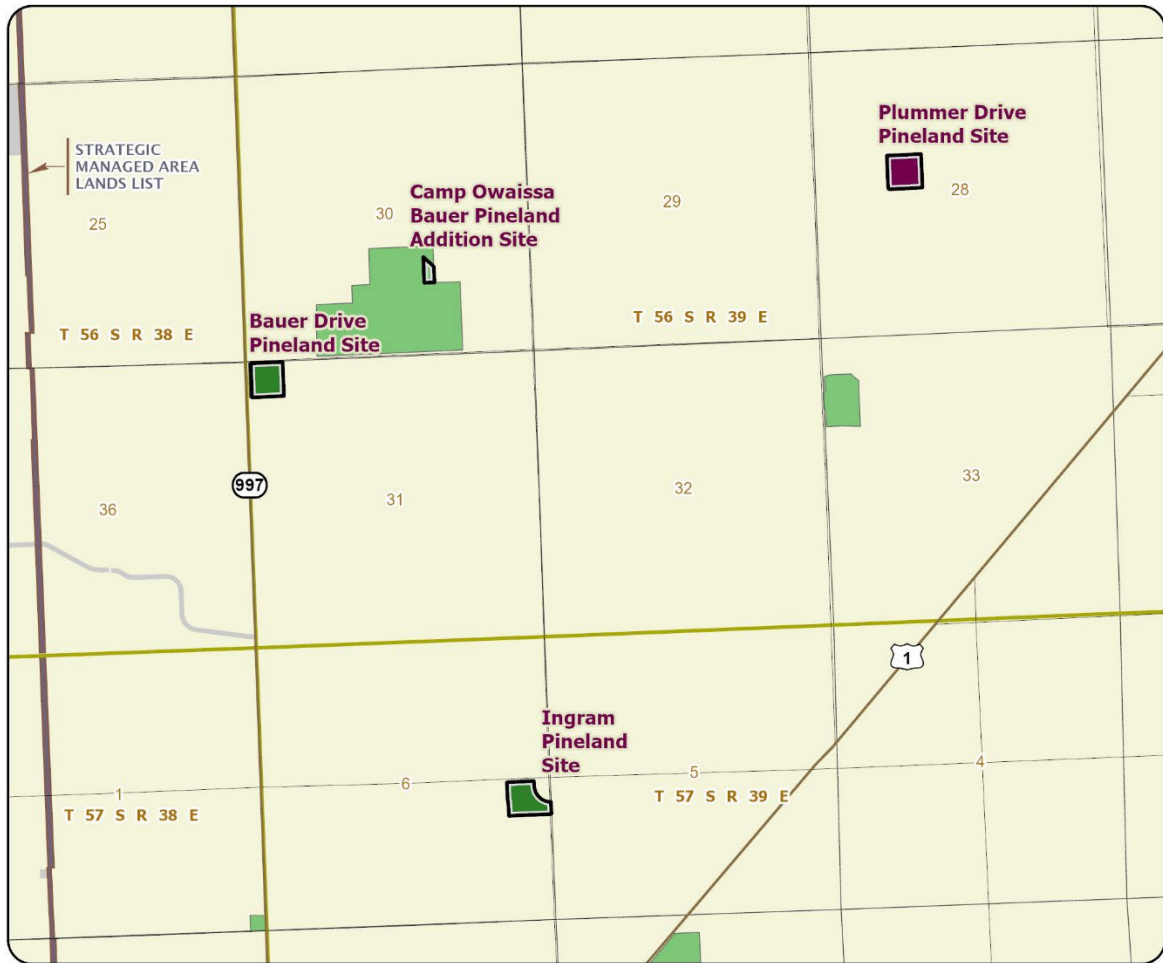 Plummer Drive
Pineland Site
28
STRATEGIC
MANAGED AREA
LANDS LIST
25
30
Camp Owaissa
Bauer Pineland
Addition Site
29
T 56 S R 38 E
Bauer Drive
Pineland Site
T 56 S R 39 E
997
36
31
32
33
1
Ingram
Pineland
Site
1
6
5
4
T 57 S R 38 E
T 57 S R 39 E